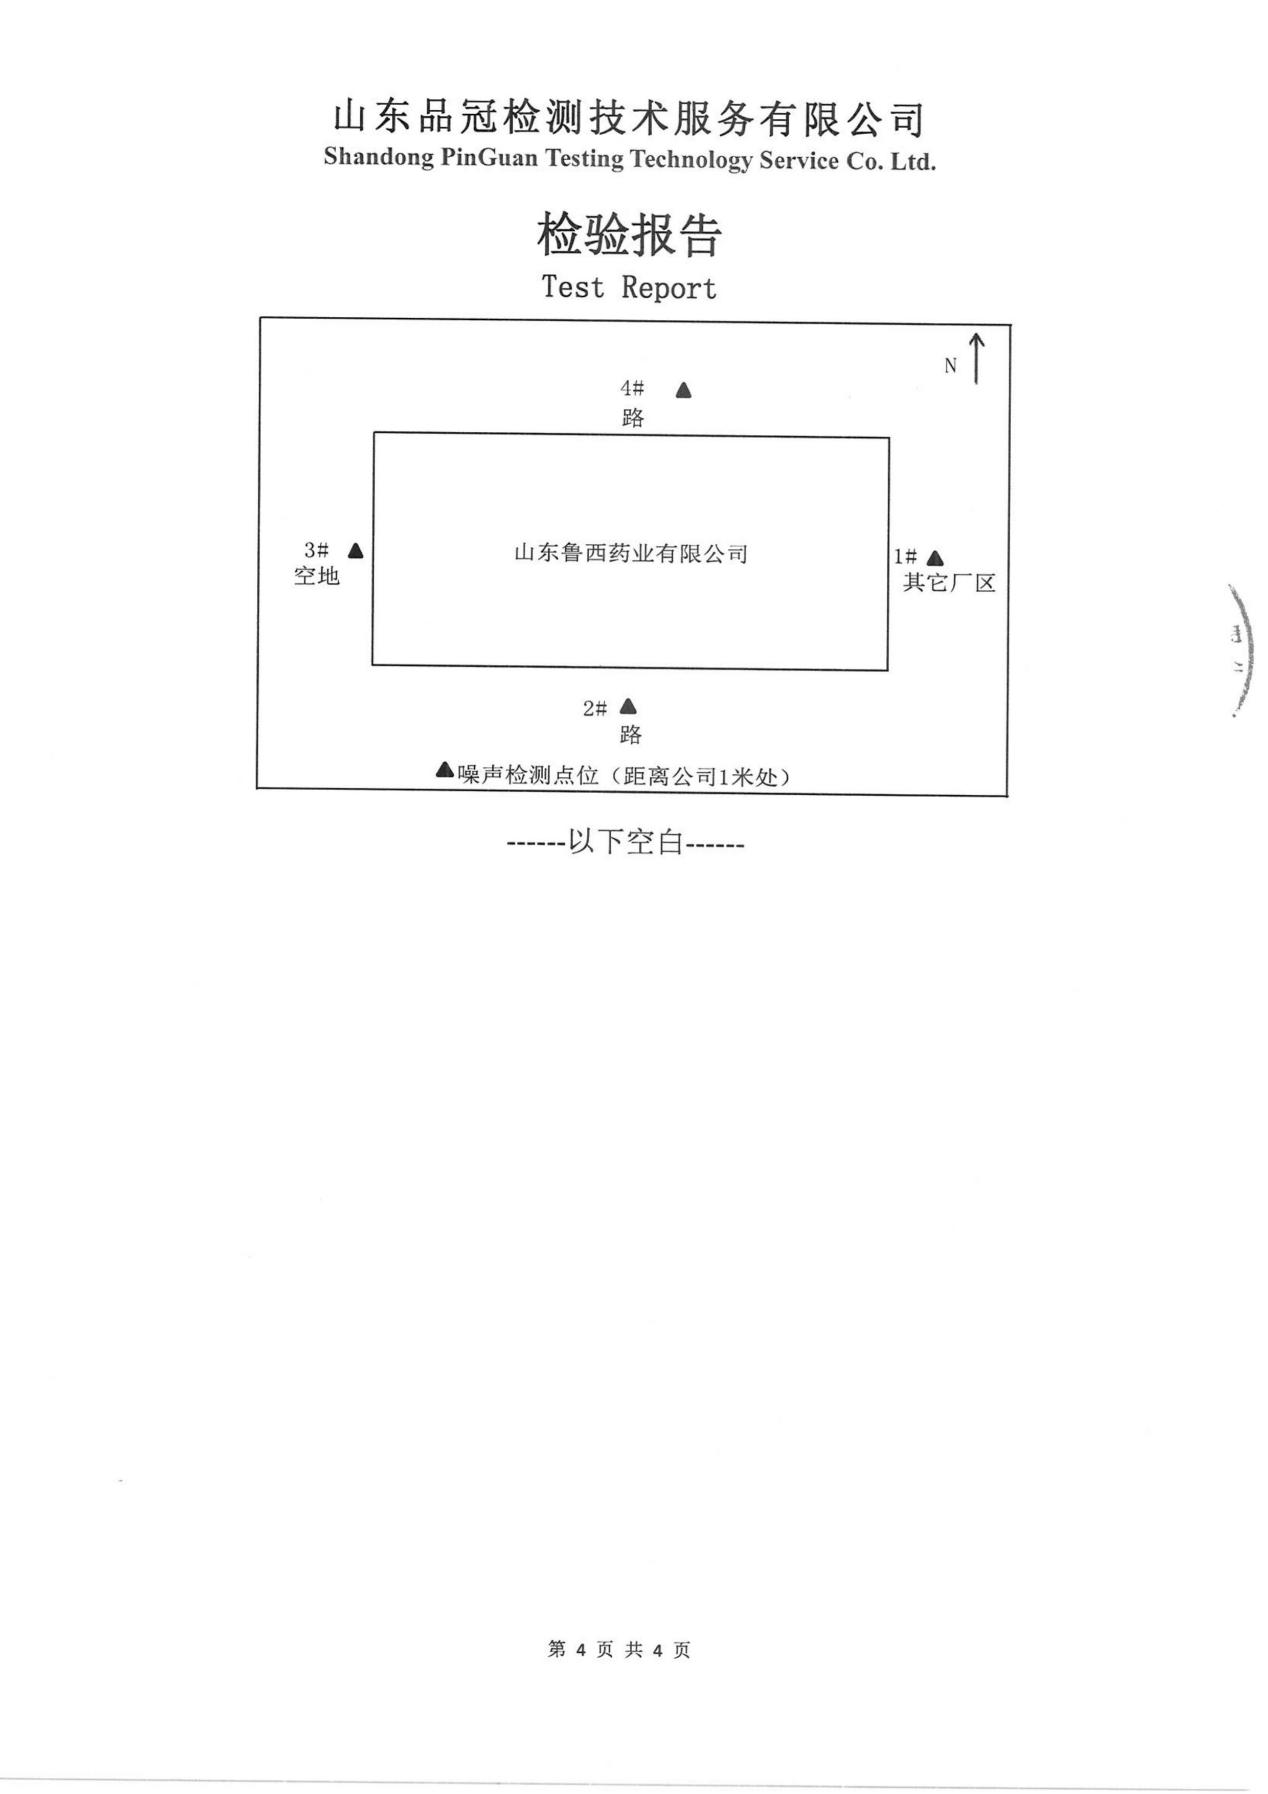 山东品冠检测技术服务有限公司
Shandong PinGuan Testing Technology Service Co. Ltd.
检验报告
Test Report
N
4#
路
3#
空地
山东鲁西药业有限公司
1#
其它厂区
2#
路
▲噪声检测点位（距离公司1米处）
------以下空白------
第 4 页 共 4 页